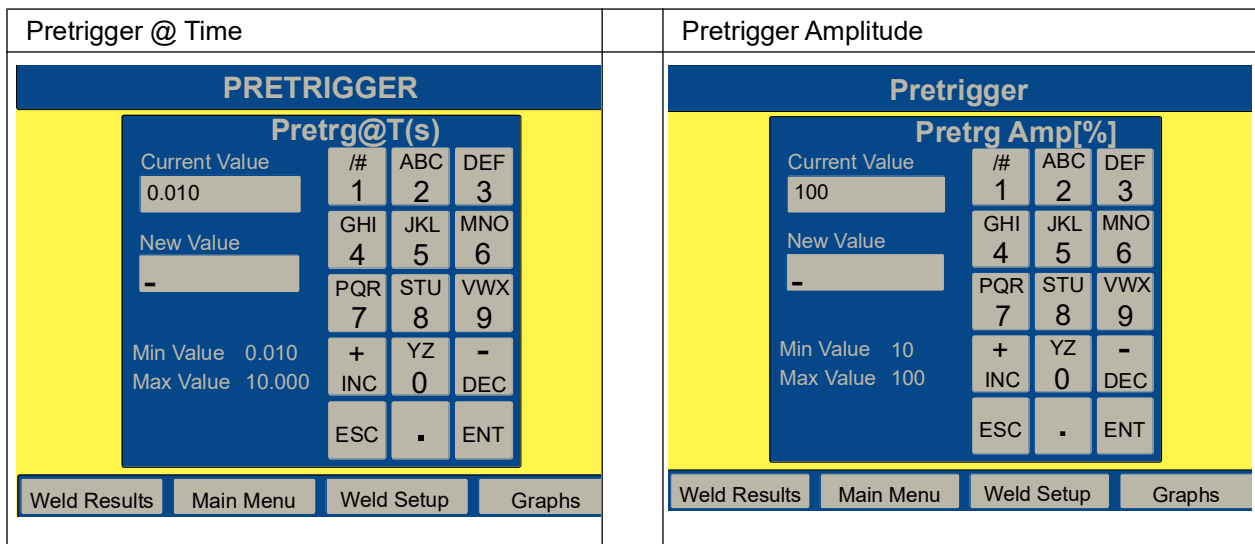 Pretrigger @ Time
PRETRIGGER
Pretrg@T(s)
Current Value
0.010
New Value
-
Min Value 0.010
Max Value 10.000
/# ABC DEF
1 2 3
GHI JKL MNO
4 5 6
PQR STU VWX
7 8 9
+ YZ -
INC 0 DEC
ESC . ENT
Weld Results Main Menu Weld Setup Graphs
Pretrigger Amplitude
Pretrigger
Pretrg Amp[%]
Current Value
100
New Value
-
Min Value 10
Max Value 100
/# ABC DEF
1 2 3
GHI JKL MNO
4 5 6
PQR STU VWX
7 8 9
+ YZ -
INC 0 DEC
ESC . ENT
Weld Results Main Menu Weld Setup Graphs